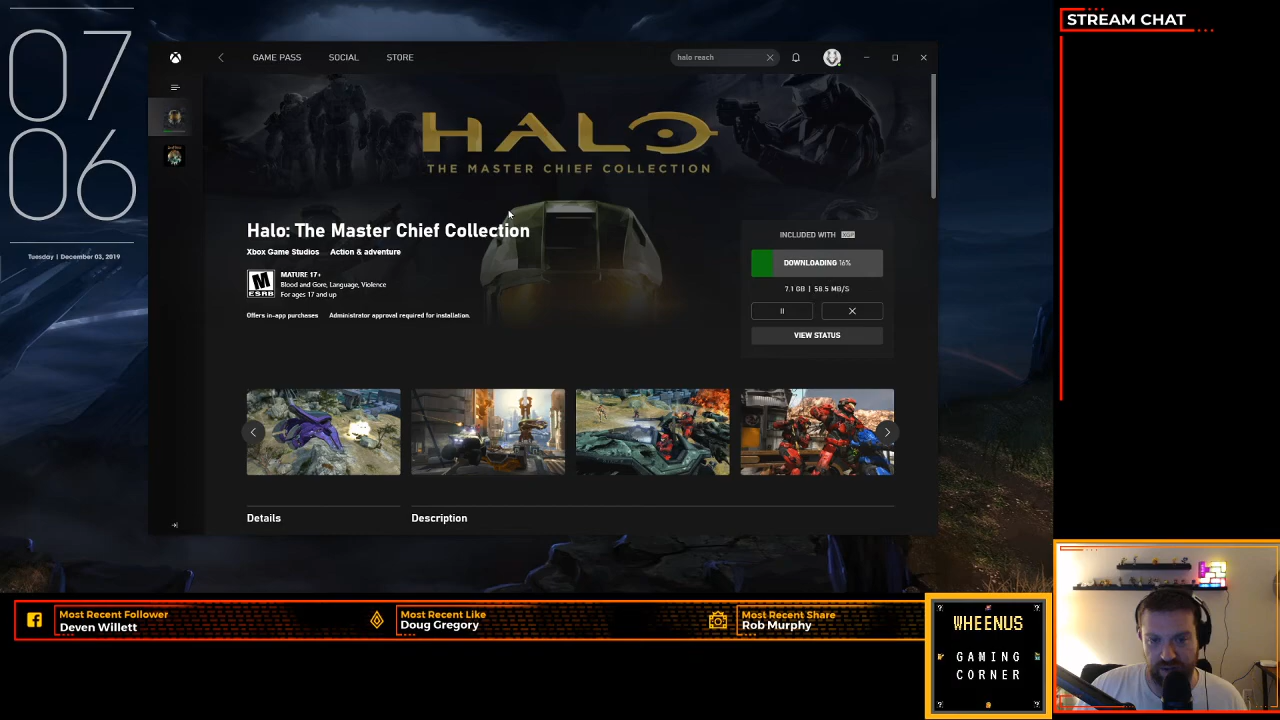 07
06
Tuesday | December 03, 2019
GAME PASS
SOCIAL
STORE
halo reach
HALO
THE MASTER CHIEF COLLECTION
Halo: The Master Chief Collection
Xbox Game Studios Action & adventure
M
ESRB
MATURE 17+
Blood and Gore, Language, Violence
For ages 17 and up
Offers in-app purchases Administrator approval required for installation.
INCLUDED WITH
DOWNLOADING 16%
7.1 GB | 58.5 MB/S
VIEW STATUS
Details
Description
STREAM CHAT
Most Recent Follower
Deven Willett
Most Recent Like
Doug Gregory
Most Recent Share
Rob Murphy
WHEENUS
GAMING
CORNER